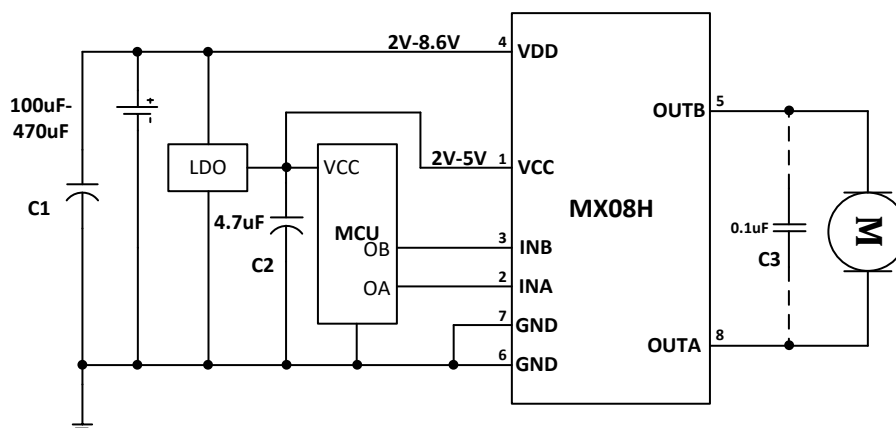 2V-8.6V
4
VDD
100uF-
470uF
+
-
OUTB
5
LDO
VCC
2V-5V
1
VCC
C1
4.7uF
C2
MCU
MX08H
OB
3
INB
OA
2
INA
0.1uF
C3
M
7
GND
6
GND
OUTA
8